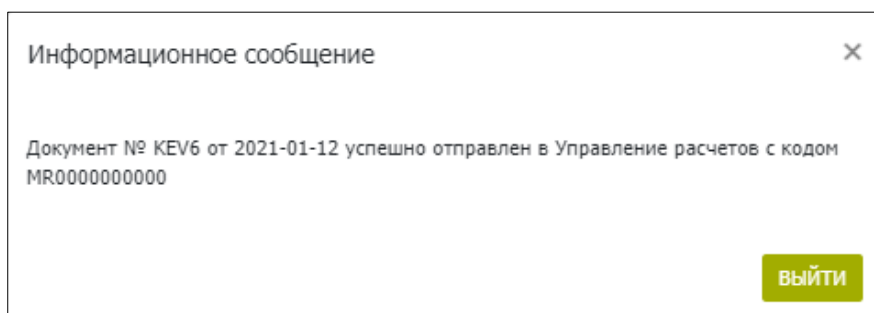 Информационное сообщение
Документ № KEV6 от 2021-01-12 успешно отправлен в Управление расчетов с кодом
MR0000000000
ВЫЙТИ